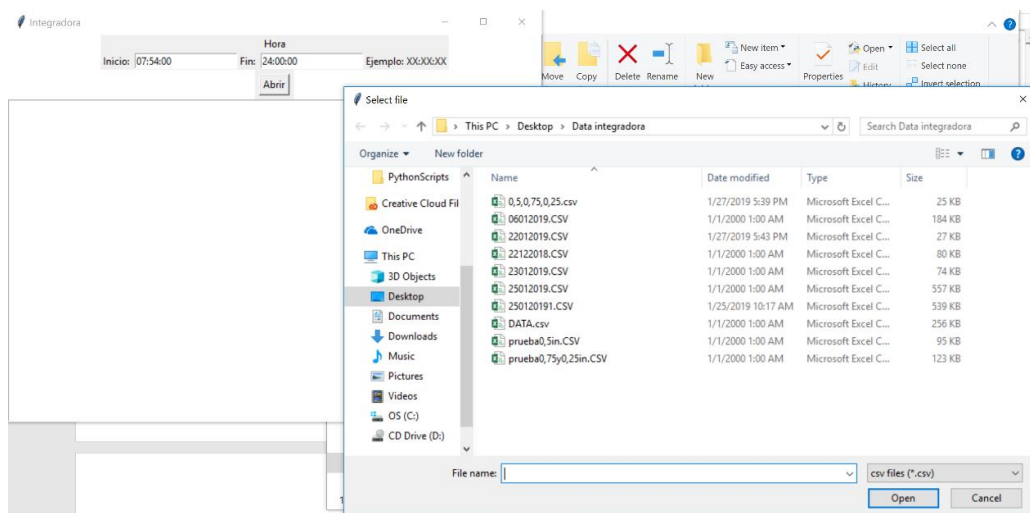 Integradora
Hora
Inicio: 07:54:00 Fin: 24:00:00 Ejemplo: XX:XX:XX
Abrir
Move Copy Delete Rename New
New item
Easy access
Properties
Open
Edit
History
Select all
Select none
Invert selection
Select file
This PC > Desktop > Data integradora
Search Data integradora
Organize New folder
PythonScripts
Creative Cloud Fil
OneDrive
This PC
3D Objects
Desktop
Documents
Downloads
Music
Pictures
Videos
OS (C:)
CD Drive (D:)
Name Date modified Type Size
0,5,0,75,0,25.csv 1/27/2019 5:39 PM Microsoft Excel C... 25 KB
06012019.CSV 1/1/2000 1:00 AM Microsoft Excel C... 184 KB
22012019.CSV 1/27/2019 5:43 PM Microsoft Excel C... 27 KB
22122018.CSV 1/1/2000 1:00 AM Microsoft Excel C... 80 KB
23012019.CSV 1/1/2000 1:00 AM Microsoft Excel C... 74 KB
25012019.CSV 1/1/2000 1:00 AM Microsoft Excel C... 557 KB
250120191.CSV 1/25/2019 10:17 AM Microsoft Excel C... 539 KB
DATA.csv 1/1/2000 1:00 AM Microsoft Excel C... 256 KB
prueba0,5in.CSV 1/1/2000 1:00 AM Microsoft Excel C... 95 KB
prueba0,75y0,25in.CSV 1/1/2000 1:00 AM Microsoft Excel C... 123 KB
File name: csv files (*.csv)
Open Cancel